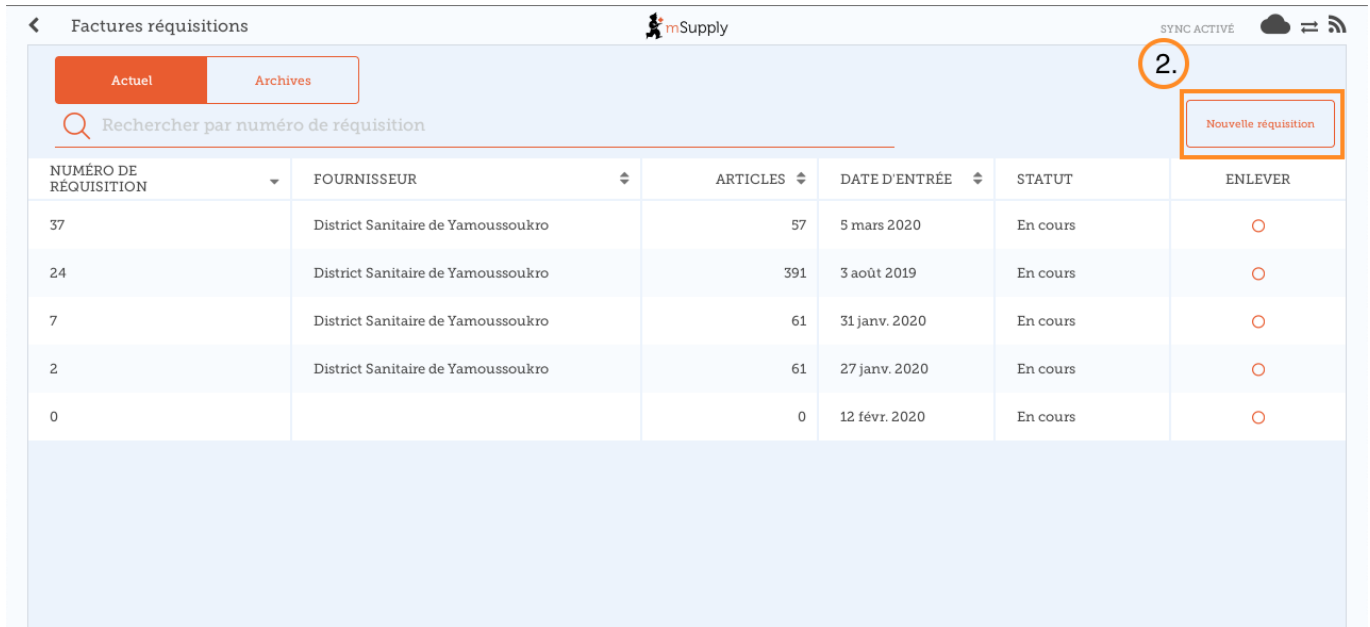 Factures réquisitions
mSupply
SYNC ACTIVÉ
2.
Actuel
Archives
Rechercher par numéro de réquisition
Nouvelle réquisition
NUMÉRO DE
RÉQUISITION
FOURNISSEUR
ARTICLES
DATE D'ENTRÉE
STATUT
ENLEVER
37 District Sanitaire de Yamoussoukro 57 5 mars 2020 En cours
24 District Sanitaire de Yamoussoukro 391 3 août 2019 En cours
7 District Sanitaire de Yamoussoukro 61 31 janv. 2020 En cours
2 District Sanitaire de Yamoussoukro 61 27 janv. 2020 En cours
0 0 12 févr. 2020 En cours